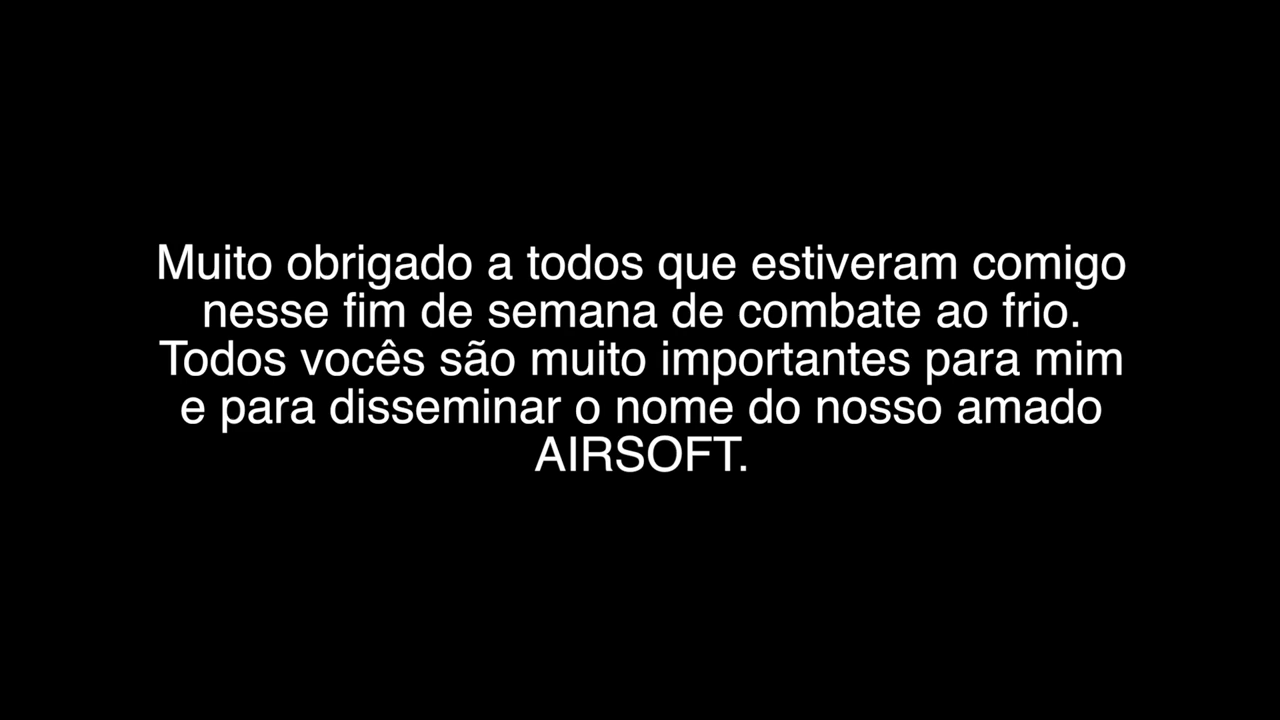 Muito obrigado a todos que estiveram comigo
nesse fim de semana de combate ao frio.
Todos vocês são muito importantes para mim
e para disseminar o nome do nosso amado
AIRSOFT.